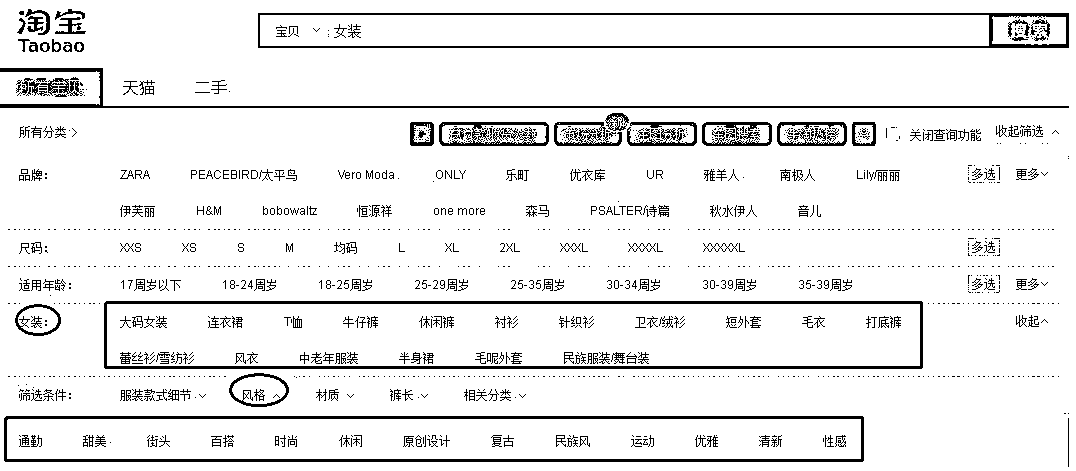 淘宝
Taobao
宝贝 女装 搜索
所有宝贝 天猫 二手
所有分类 关闭查询功能 收起筛选
品牌： ZARA PEACEBIRD/太平鸟 Vero Moda ONLY 乐町 优衣库 UR 雅羊人 南极人 Lily/丽丽 多选 更多
伊芙丽 H&M bobowaltz 恒源祥 one more 森马 PSALTER/诗篇 秋水伊人 音儿
尺码： XXS XS S M 均码 L XL 2XL XXXL XXXXL XXXXXL 多选
适用年龄： 17周岁以下 18-24周岁 18-25周岁 25-29周岁 25-35周岁 30-34周岁 30-39周岁 35-39周岁 多选 更多
女装： 大码女装 连衣裙 T恤 牛仔裤 休闲裤 衬衫 针织衫 卫衣/绒衫 短外套 毛衣 打底裤 收起
蕾丝衫/雪纺衫 风衣 中老年服装 半身裙 毛呢外套 民族服装/舞台装
筛选条件： 服装款式细节 风格 材质 裤长 相关分类
通勤 甜美 街头 百搭 时尚 休闲 原创设计 复古 民族风 运动 优雅 清新 性感